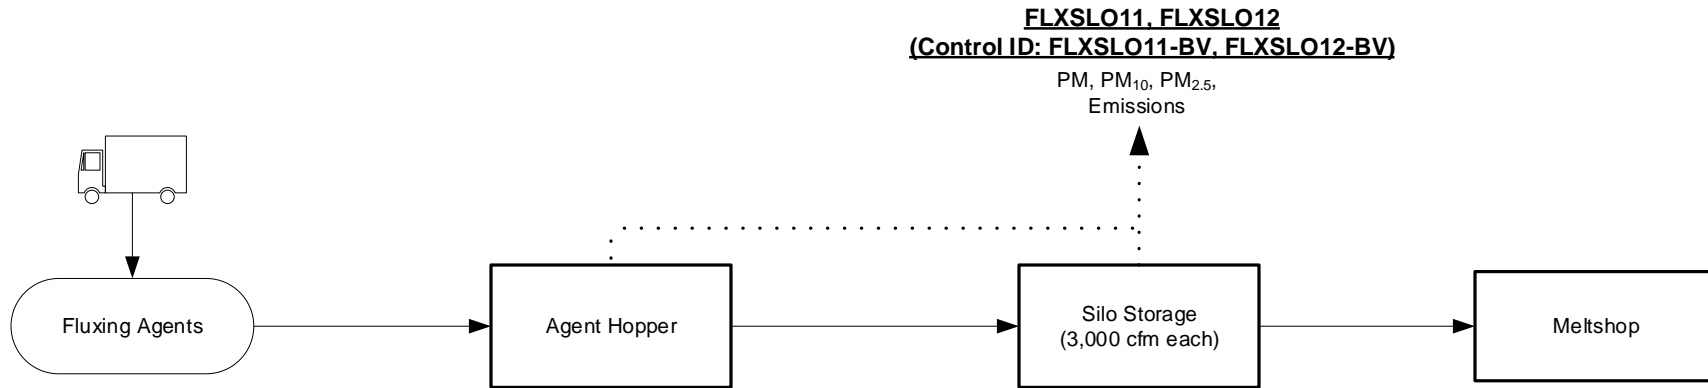 FLXSLO11, FLXSLO12
(Control ID: FLXSLO11-BV, FLXSLO12-BV)
PM, PM₁₀, PM₂.₅,
Emissions
Fluxing Agents
Agent Hopper
Silo Storage
(3,000 cfm each)
Meltshop